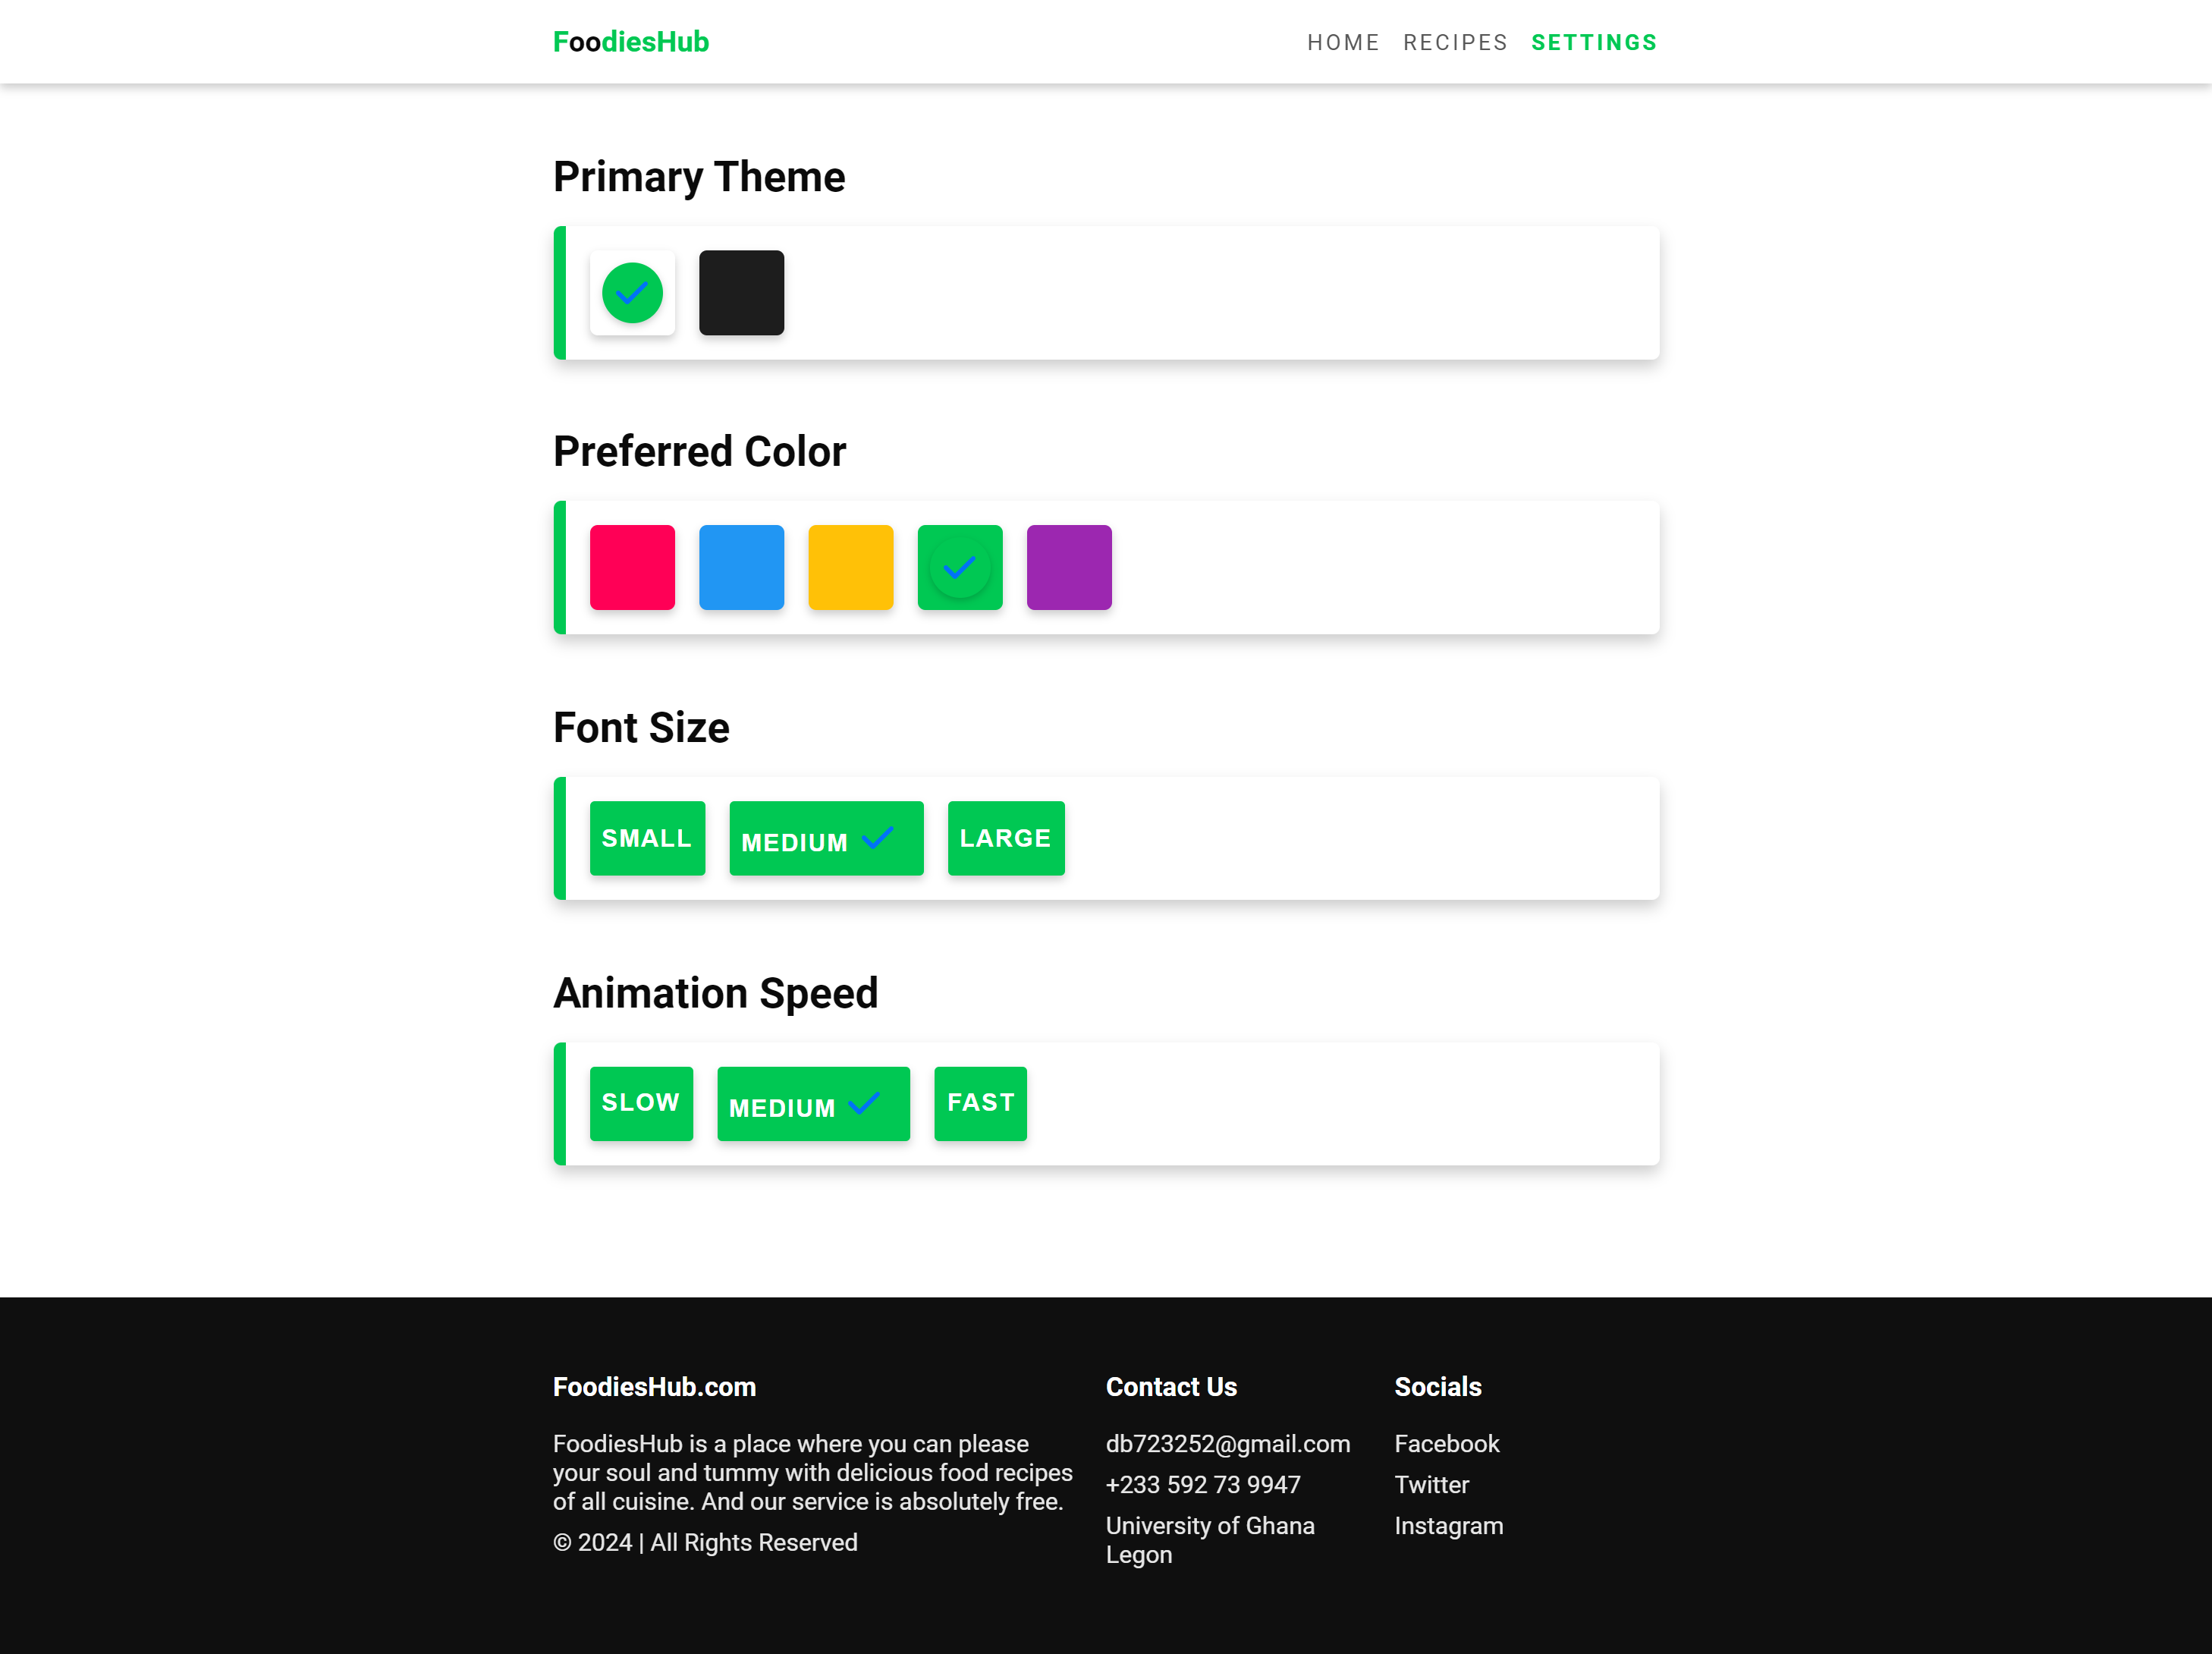 FoodiesHub
HOME RECIPES SETTINGS
Primary Theme
Preferred Color
Font Size
SMALL MEDIUM LARGE
Animation Speed
SLOW MEDIUM FAST
FoodiesHub.com
FoodiesHub is a place where you can please
your soul and tummy with delicious food recipes
of all cuisine. And our service is absolutely free.
© 2024 | All Rights Reserved
Contact Us
db723252@gmail.com
+233 592 73 9947
University of Ghana
Legon
Socials
Facebook
Twitter
Instagram